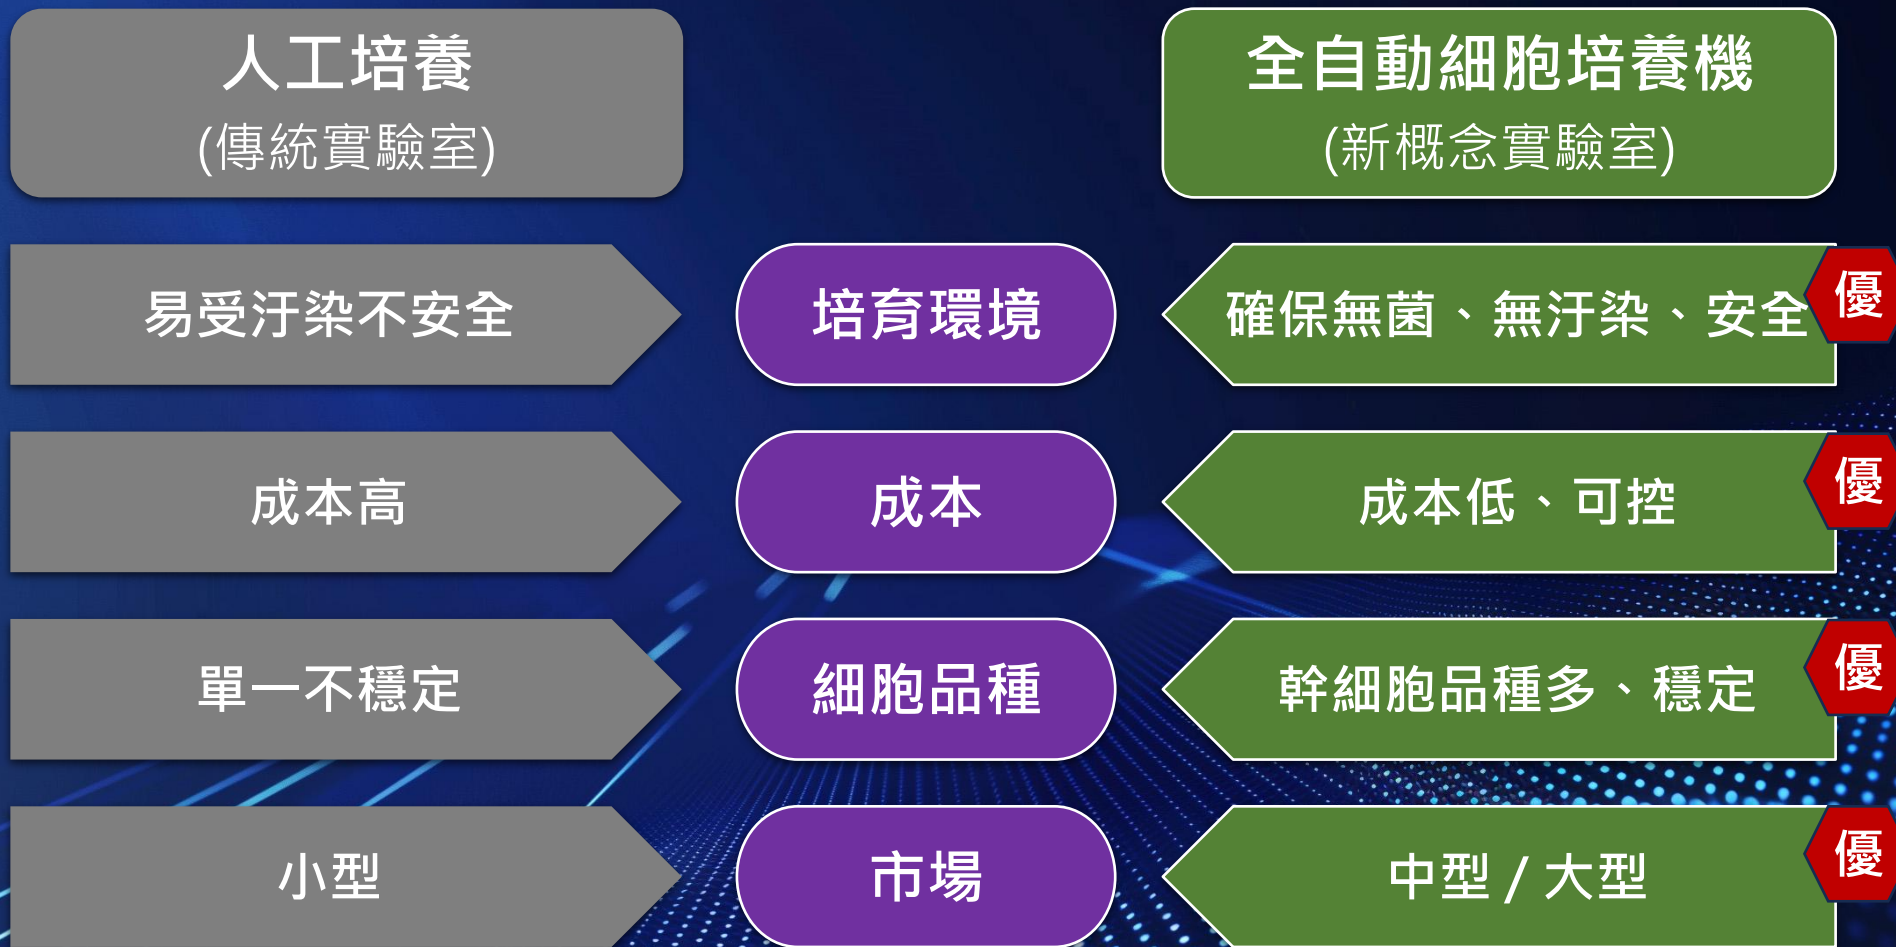 人工培養
(傳統實驗室)
全自動細胞培養機
(新概念實驗室)
易受汙染不安全
培育環境
確保無菌、無汙染、安全
優
成本高
成本
成本低、可控
優
單一不穩定
細胞品種
幹細胞品種多、穩定
優
小型
市場
中型 / 大型
優